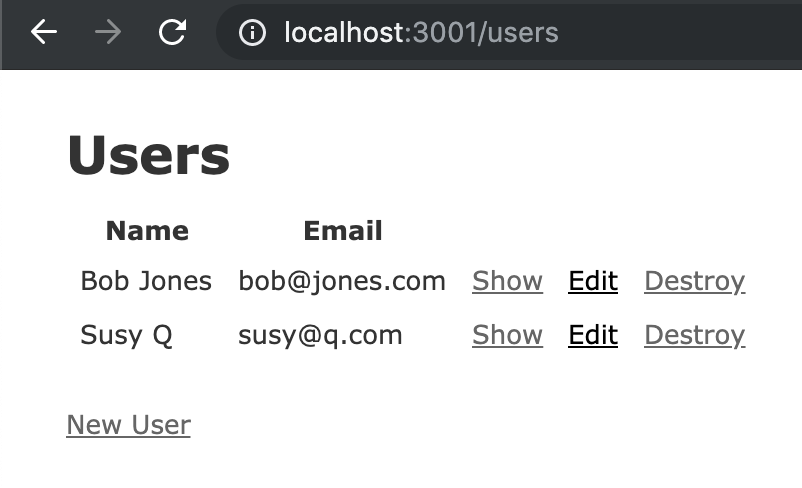 localhost:3001/users
Users
Name Email
Bob Jones bob@jones.com Show Edit Destroy
Susy Q susy@q.com Show Edit Destroy
New User